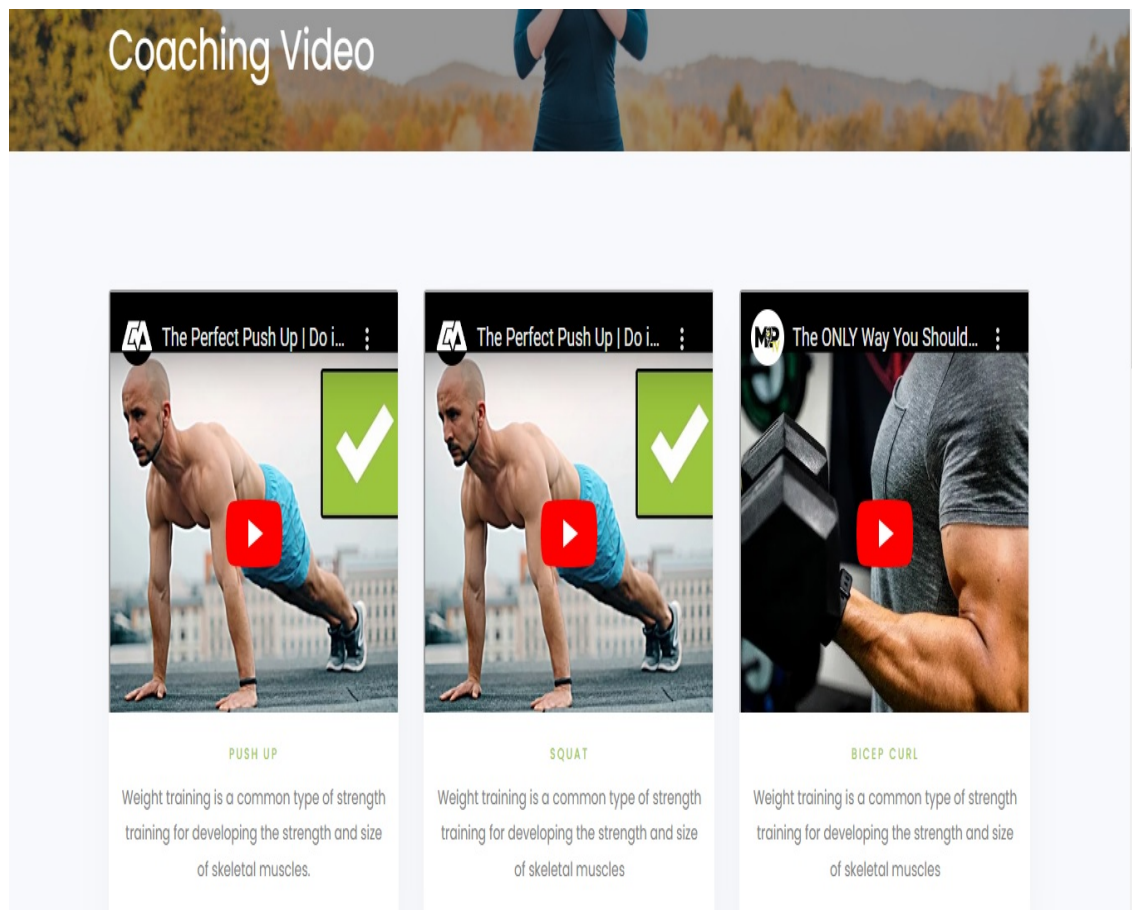 Coaching Video
The Perfect Push Up | Do i...
The Perfect Push Up | Do i...
The ONLY Way You Should...
PUSH UP
Weight training is a common type of strength
training for developing the strength and size
of skeletal muscles.
SQUAT
Weight training is a common type of strength
training for developing the strength and size
of skeletal muscles
BICEP CURL
Weight training is a common type of strength
training for developing the strength and size
of skeletal muscles